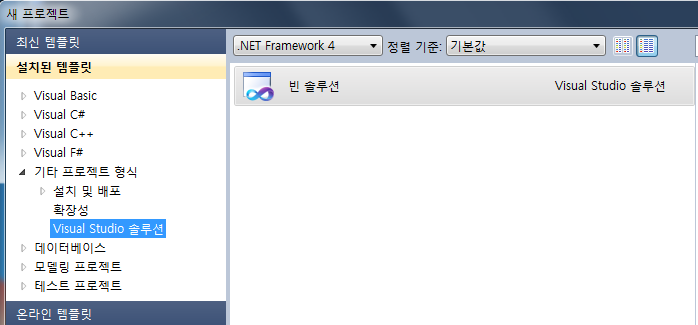 새 프로젝트
최신 템플릿
설치된 템플릿
Visual Basic
Visual C#
Visual C++
Visual F#
기타 프로젝트 형식
설치 및 배포
확장성
Visual Studio 솔루션
데이터베이스
모델링 프로젝트
테스트 프로젝트
온라인 템플릿
.NET Framework 4 정렬 기준: 기본값
빈 솔루션 Visual Studio 솔루션